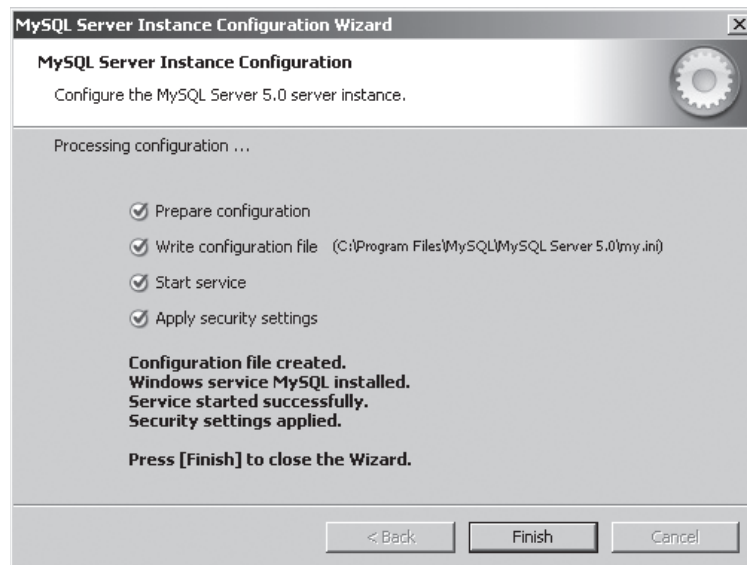 MySQL Server Instance Configuration Wizard
MySQL Server Instance Configuration
Configure the MySQL Server 5.0 server instance.
Processing configuration ...
Prepare configuration
Write configuration file (C:\Program Files\MySQL\MySQL Server 5.0\my.ini)
Start service
Apply security settings
Configuration file created.
Windows service MySQL installed.
Service started successfully.
Security settings applied.
Press [Finish] to close the Wizard.
< Back Finish Cancel